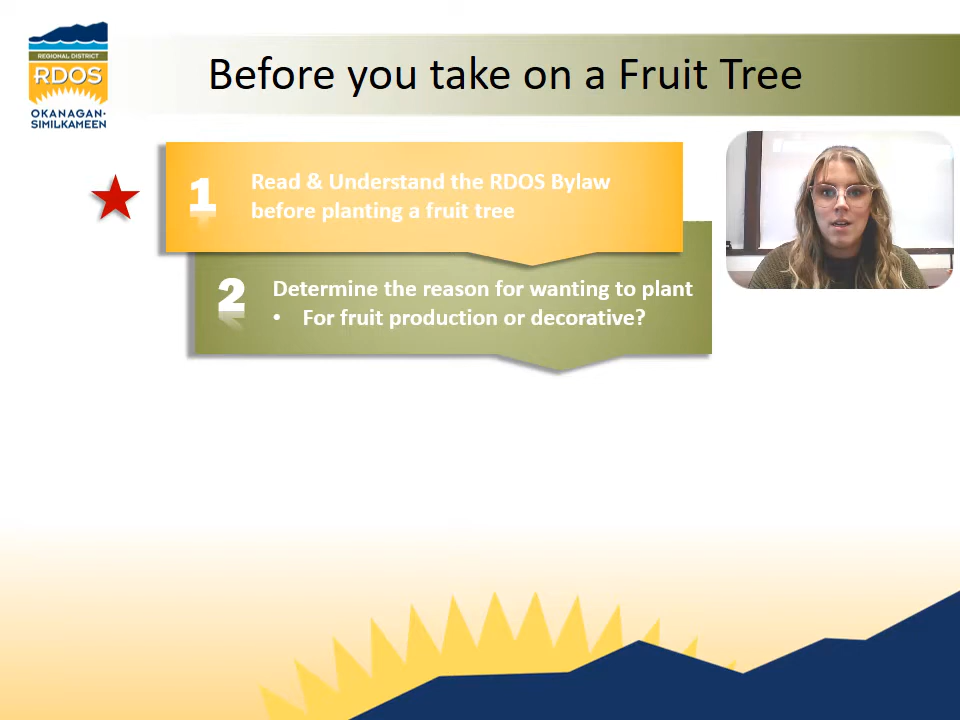 REGIONAL DISTRICT
RDOS
OKANAGAN-
SIMILKAMEEN
Before you take on a Fruit Tree
1
Read & Understand the RDOS Bylaw
before planting a fruit tree
2
Determine the reason for wanting to plant
• For fruit production or decorative?